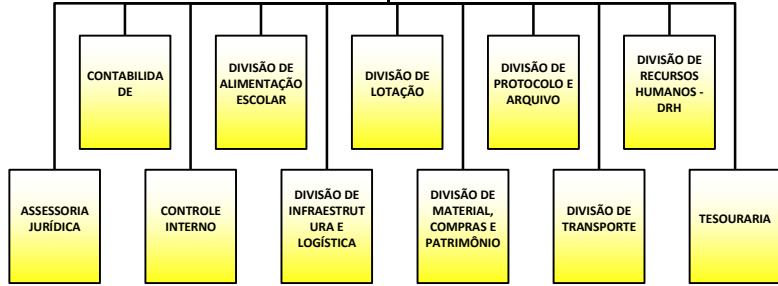 CONTABILIDA
DE
DIVISÃO DE
ALIMENTAÇÃO
ESCOLAR
DIVISÃO DE
LOTAÇÃO
DIVISÃO DE
PROTOCOLO E
ARQUIVO
DIVISÃO DE
RECURSOS
HUMANOS -
DRH
ASSESSORIA
JURÍDICA
CONTROLE
INTERNO
DIVISÃO DE
INFRAESTRUT
URA E
LOGÍSTICA
DIVISÃO DE
MATERIAL,
COMPRAS E
PATRIMÔNIO
DIVISÃO DE
TRANSPORTE
TESOURARIA